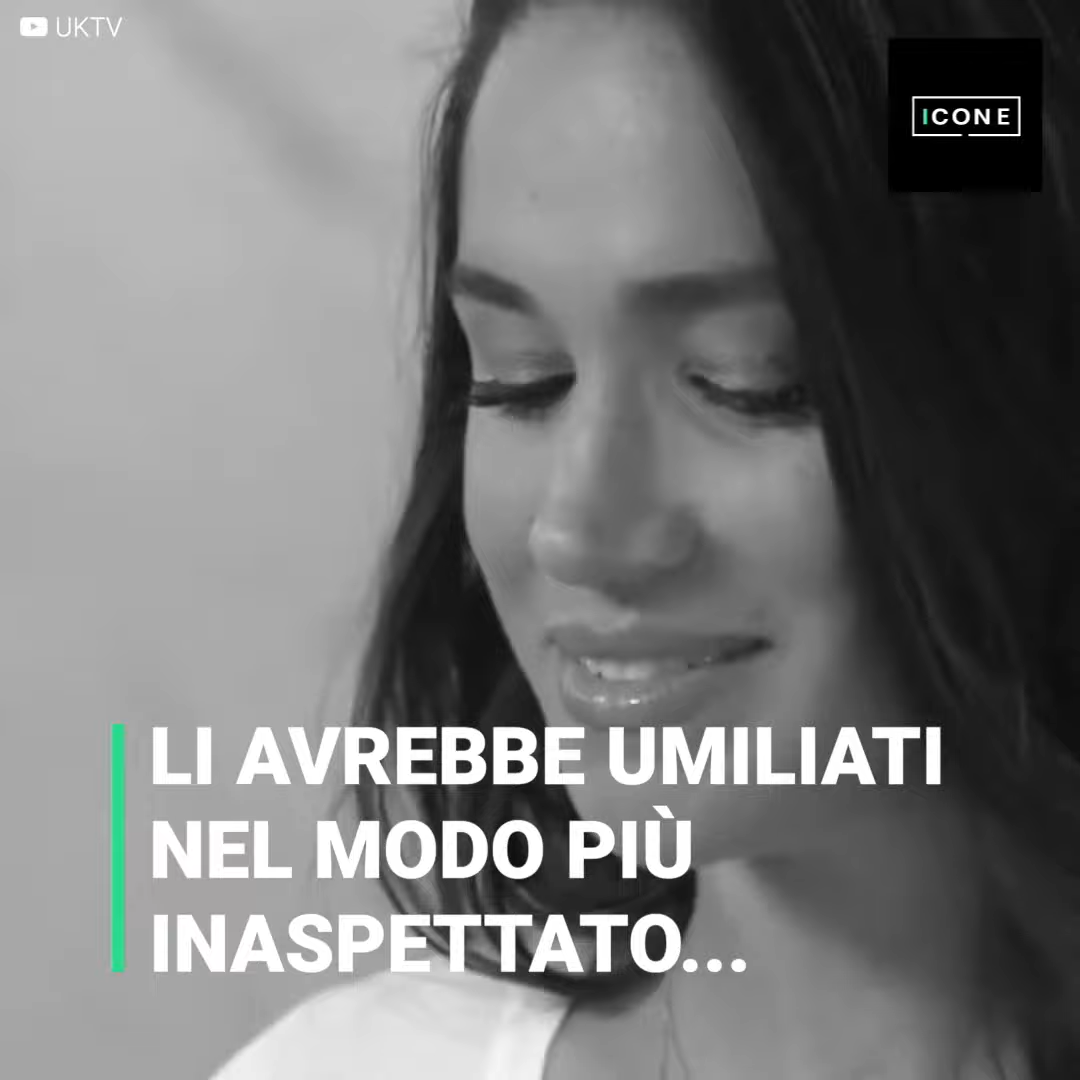 UKTV
ICONE
LI AVREBBE UMILIATI
NEL MODO PIÙ
INASPETTATO...